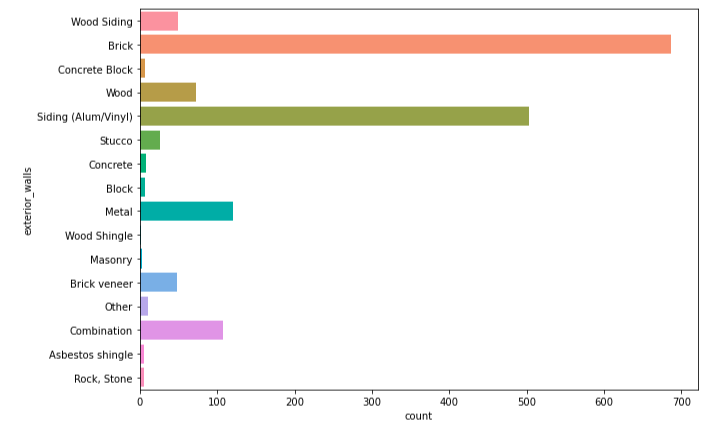 Wood Siding
Brick
Concrete Block
Wood
Siding (Alum/Vinyl)
Stucco
Concrete
Block
Metal
Wood Shingle
Masonry
Brick veneer
Other
Combination
Asbestos shingle
Rock, Stone
exterior_walls
0 100 200 300 400 500 600 700
count